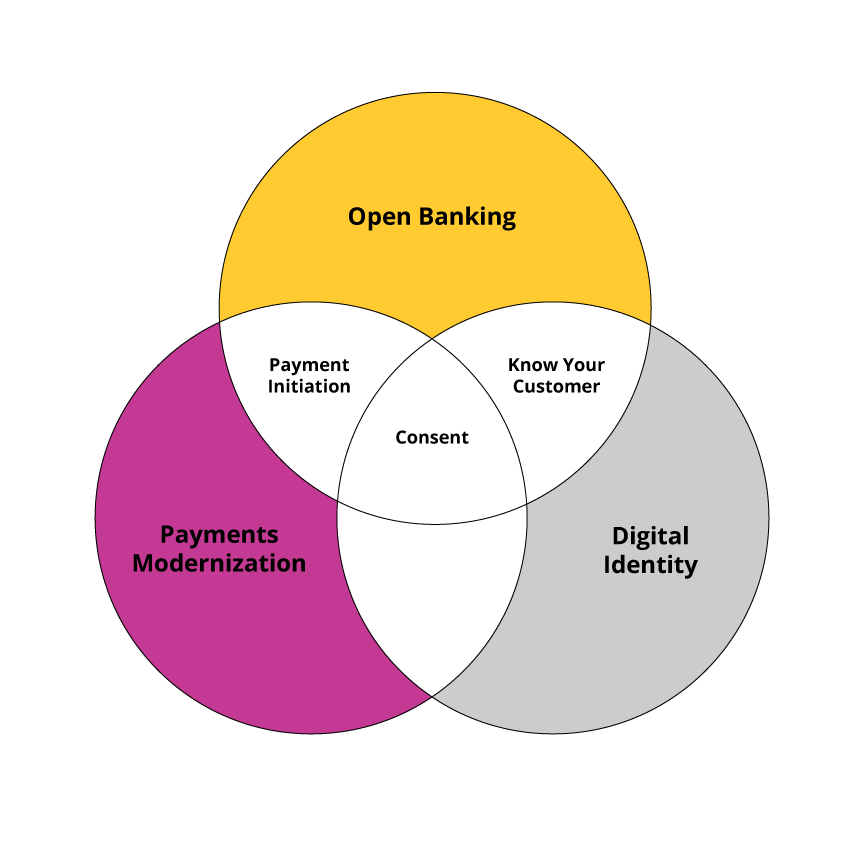 Open Banking
Payment
Initiation
Know Your
Customer
Consent
Payments
Modernization
Digital
Identity